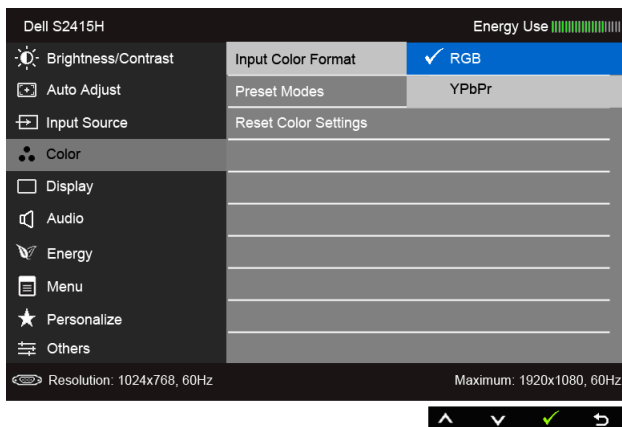 Dell S2415H
Energy Use
Brightness/Contrast
Input Color Format
RGB
Auto Adjust
Preset Modes
YPbPr
Input Source
Reset Color Settings
Color
Display
Audio
Energy
Menu
Personalize
Others
Resolution: 1024x768, 60Hz
Maximum: 1920x1080, 60Hz